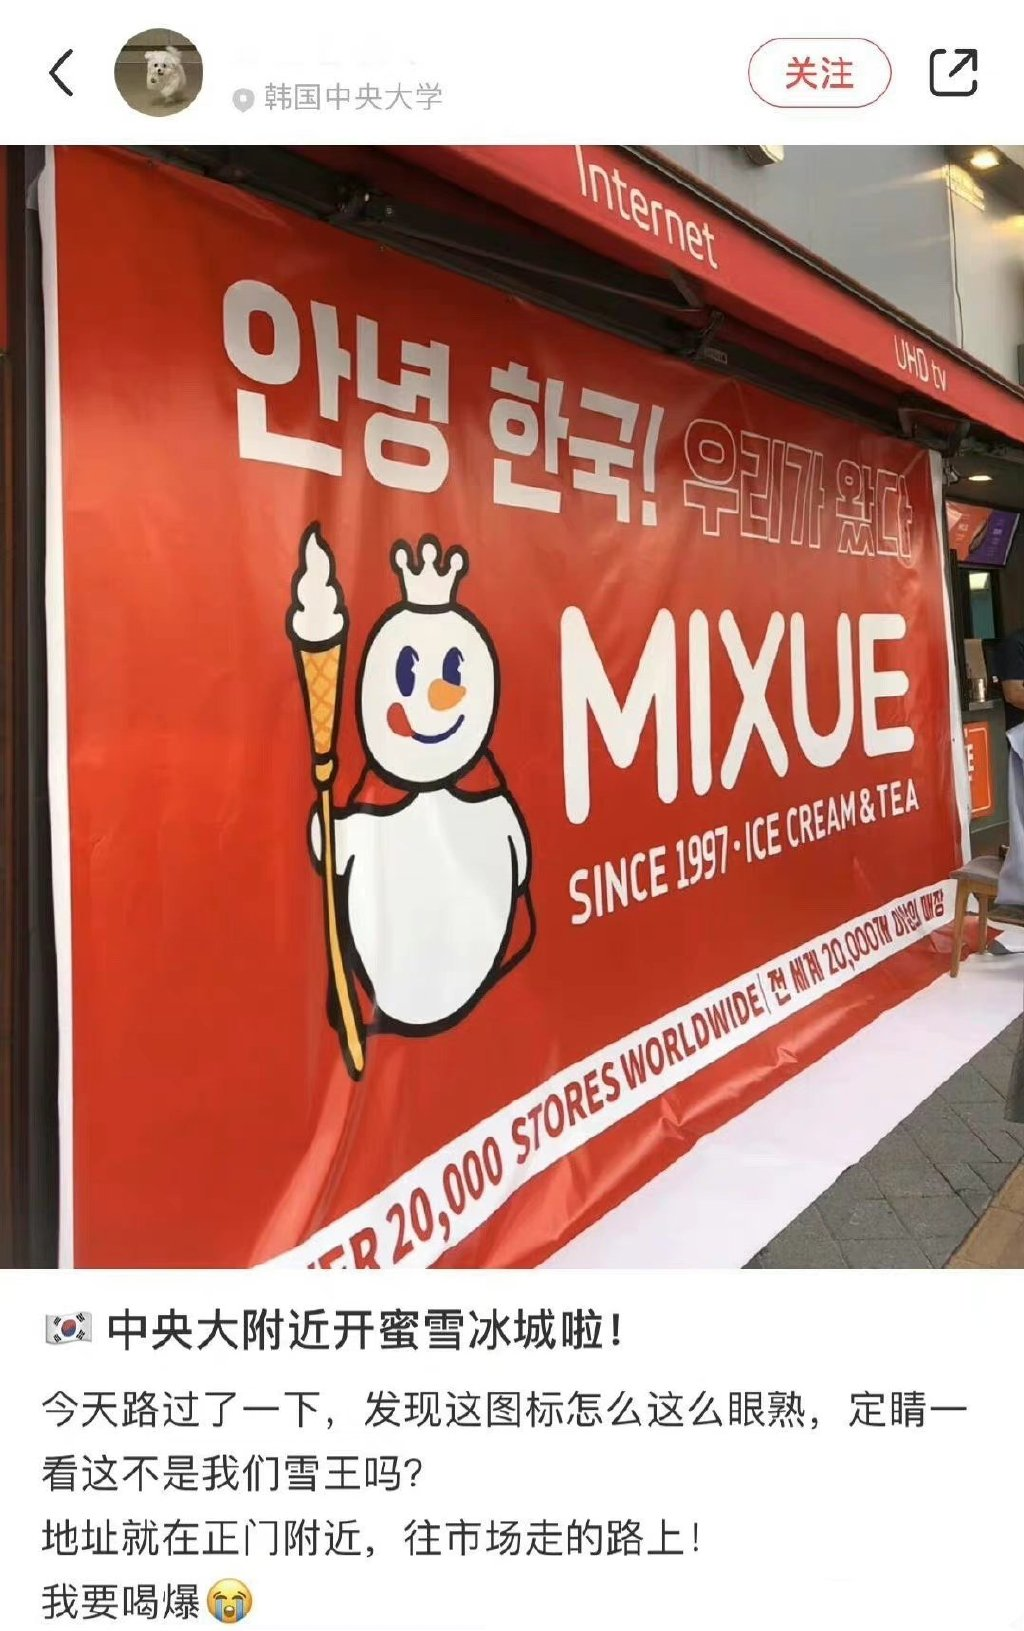 韩国中央大学
关注
Internet
UHD tv
안녕 한국! 우리가 왔다
MIXUE
SINCE 1997·ICE CREAM&TEA
20,000 STORES WORLDWIDE 전 세계 20,000개 이상의 매장
🇰🇷 中央大附近开蜜雪冰城啦！
今天路过了一下，发现这图标怎么这么眼熟，定睛一
看这不是我们雪王吗？
地址就在正门附近，往市场走的路上！
我要喝爆😭